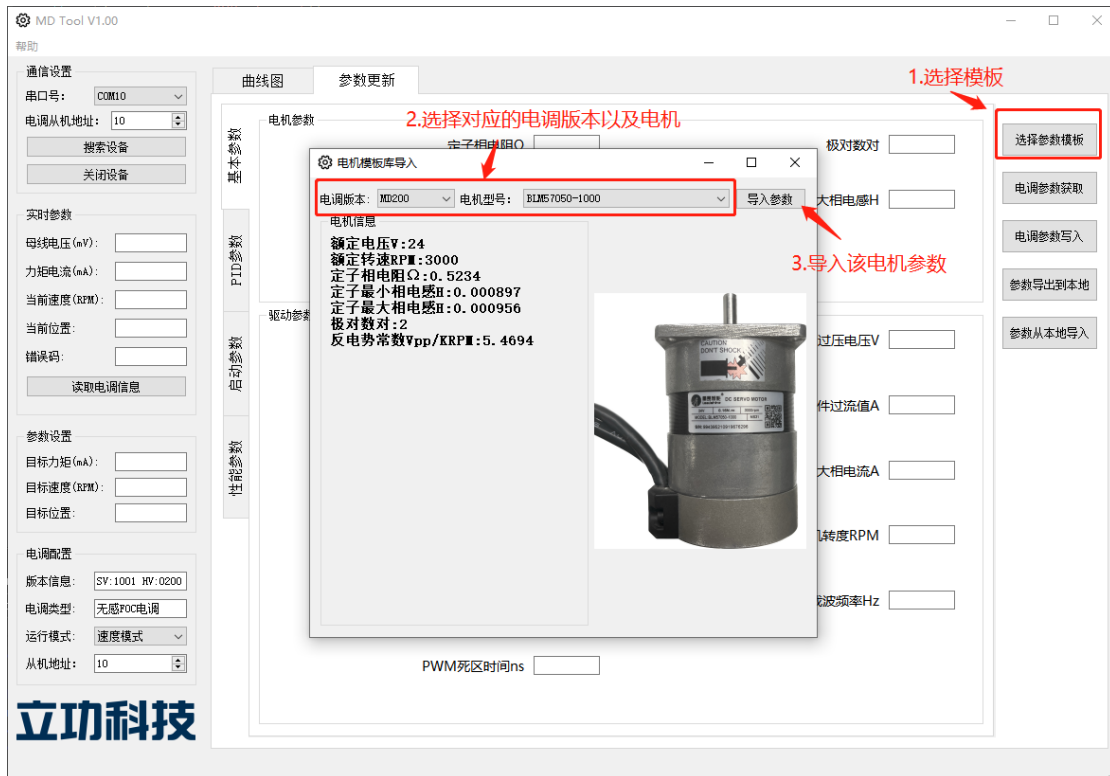 MD Tool V1.00
帮助
通信设置
串口号: COM10
电调从机地址: 10
搜索设备
关闭设备
实时参数
母线电压(mV):
力矩电流(mA):
当前速度(RPM):
当前位置:
错误码:
读取电调信息
参数设置
目标力矩(mA):
目标速度(RPM):
目标位置:
电调配置
版本信息: SV:1001 HV:0200
电调类型: 无感FOC电调
运行模式: 速度模式
从机地址: 10
立功科技
曲线图 参数更新
基本参数
PID参数
启动参数
性能参数
电机参数
定子相电阻Ω
极对数对
大相电感H
驱动参数
过压电压V
件过流值A
大相电流A
机转度RPM
载波频率Hz
PWM死区时间ns
1.选择模板
2.选择对应的电调版本以及电机
3.导入该电机参数
电机模板库导入
电调版本: MD200 电机型号: BLM57050-1000 导入参数
电机信息
额定电压V:24
额定转速RPM:3000
定子相电阻Ω:0.5234
定子最小相电感H:0.000897
定子最大相电感H:0.000956
极对数对:2
反电势常数Vpp/KRPM:5.4694
CAUTION
DON'T SHOCK
DC SERVO MOTOR
选择参数模板
电调参数获取
电调参数写入
参数导出到本地
参数从本地导入